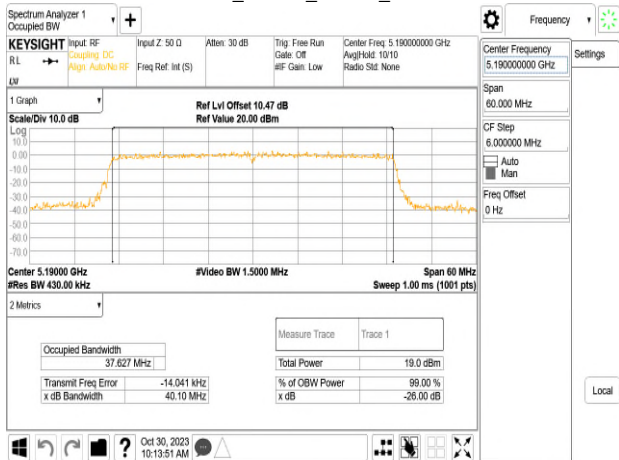 Spectrum Analyzer 1
Occupied BW
Frequency
KEYSIGHT
Input: RF
Input Z: 50 Ω
Atten: 30 dB
Trig: Free Run
Center Freq: 5.190000000 GHz
RL
Coupling: DC
Gate: Off
Avg|Hold: 10/10
Align: Auto/No RF
Freq Ref: Int (S)
#IF Gain: Low
Radio Std: None
LXI
Center Frequency
5.190000000 GHz
Settings
Span
60.000 MHz
CF Step
6.000000 MHz
Auto
Man
Freq Offset
0 Hz
Local
1 Graph
Ref Lvl Offset 10.47 dB
Scale/Div 10.0 dB
Ref Value 20.00 dBm
Log
10.0
0.00
-10.0
-20.0
-30.0
-40.0
-50.0
-60.0
-70.0
Center 5.19000 GHz
#Video BW 1.5000 MHz
Span 60 MHz
#Res BW 430.00 kHz
Sweep 1.00 ms (1001 pts)
2 Metrics
Measure Trace
Trace 1
Occupied Bandwidth
37.627 MHz
Total Power
19.0 dBm
Transmit Freq Error
-14.041 kHz
% of OBW Power
99.00 %
x dB Bandwidth
40.10 MHz
x dB
-26.00 dB
?
Oct 30, 2023
10:13:51 AM